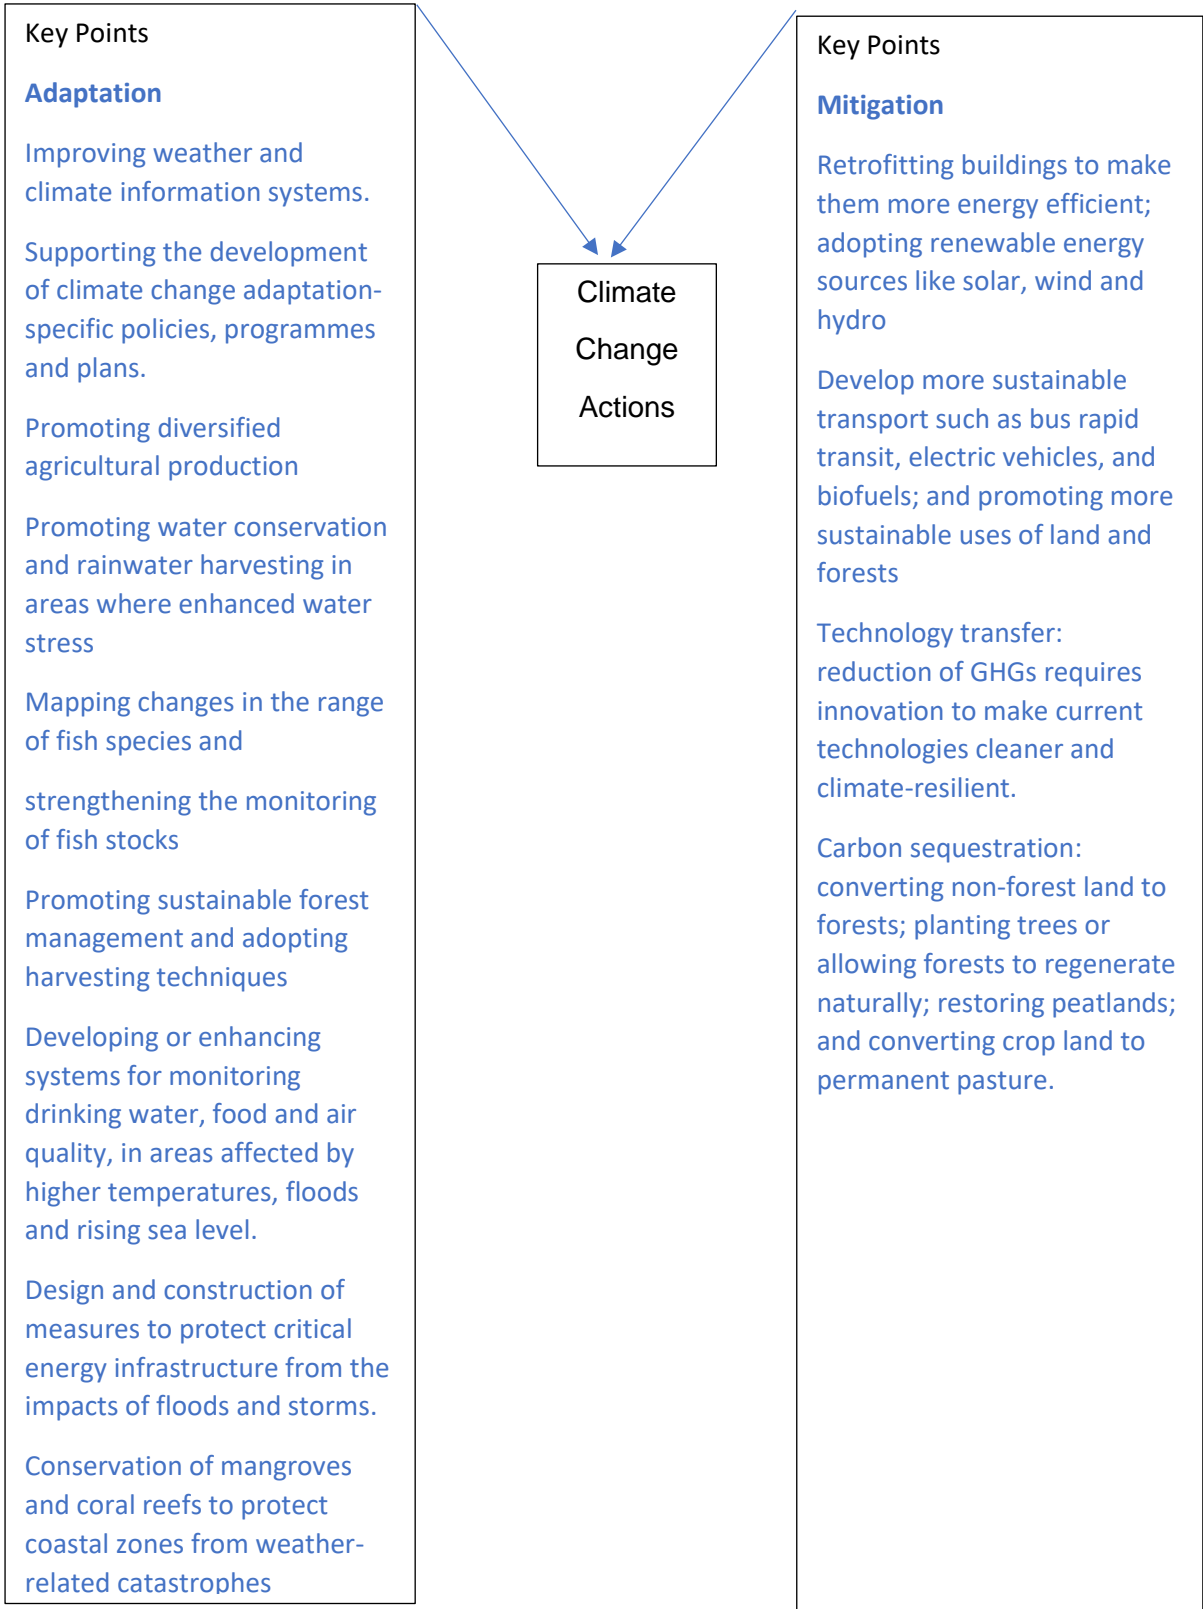 Key Points
Adaptation
Improving weather and
climate information systems.
Supporting the development
of climate change adaptation-
specific policies, programmes
and plans.
Promoting diversified
agricultural production
Promoting water conservation
and rainwater harvesting in
areas where enhanced water
stress
Mapping changes in the range
of fish species and
strengthening the monitoring
of fish stocks
Promoting sustainable forest
management and adopting
harvesting techniques
Developing or enhancing
systems for monitoring
drinking water, food and air
quality, in areas affected by
higher temperatures, floods
and rising sea level.
Design and construction of
measures to protect critical
energy infrastructure from the
impacts of floods and storms.
Conservation of mangroves
and coral reefs to protect
coastal zones from weather-
related catastrophes
Climate
Change
Actions
Key Points
Mitigation
Retrofitting buildings to make
them more energy efficient;
adopting renewable energy
sources like solar, wind and
hydro
Develop more sustainable
transport such as bus rapid
transit, electric vehicles, and
biofuels; and promoting more
sustainable uses of land and
forests
Technology transfer:
reduction of GHGs requires
innovation to make current
technologies cleaner and
climate-resilient.
Carbon sequestration:
converting non-forest land to
forests; planting trees or
allowing forests to regenerate
naturally; restoring peatlands;
and converting crop land to
permanent pasture.